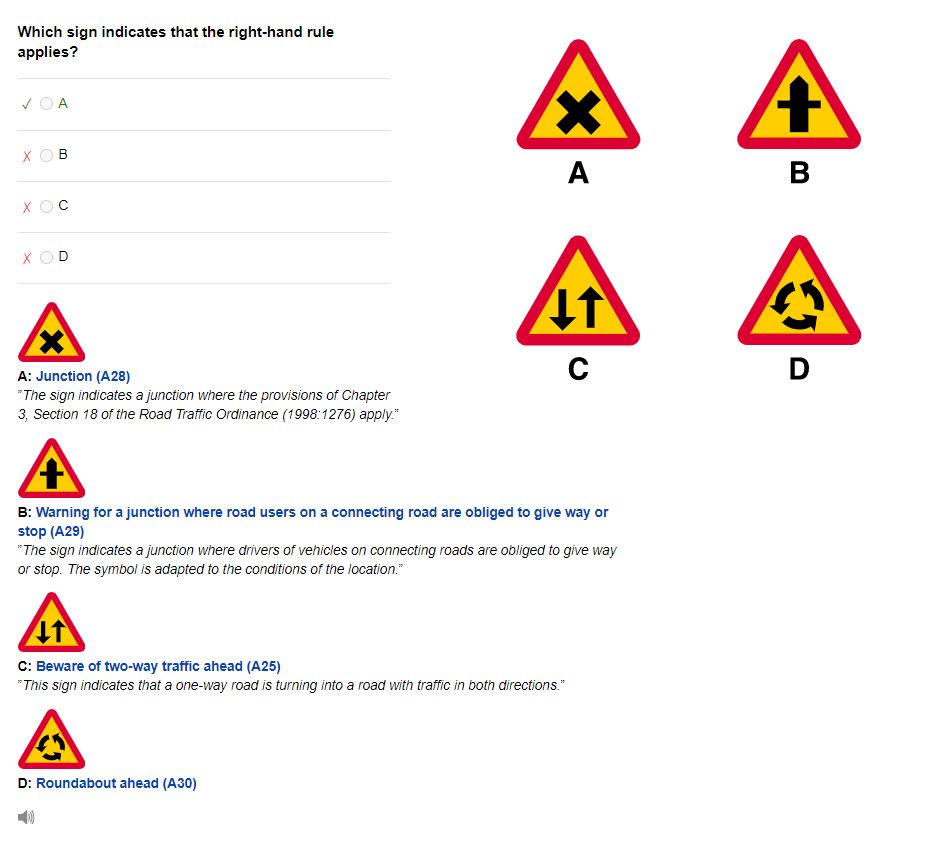 Which sign indicates that the right-hand rule
applies?
✓ A
X B
X C
X D
A
B
C
D
A: Junction (A28)
”The sign indicates a junction where the provisions of Chapter
3, Section 18 of the Road Traffic Ordinance (1998:1276) apply.”
B: Warning for a junction where road users on a connecting road are obliged to give way or
stop (A29)
”The sign indicates a junction where drivers of vehicles on connecting roads are obliged to give way
or stop. The symbol is adapted to the conditions of the location.”
C: Beware of two-way traffic ahead (A25)
”This sign indicates that a one-way road is turning into a road with traffic in both directions.”
D: Roundabout ahead (A30)